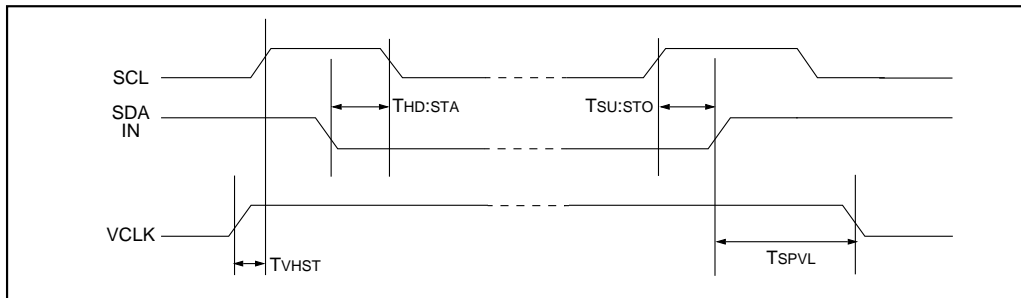 SCL
THD:STA
TSU:STO
SDA
IN
VCLK
TVHST
TSPVL